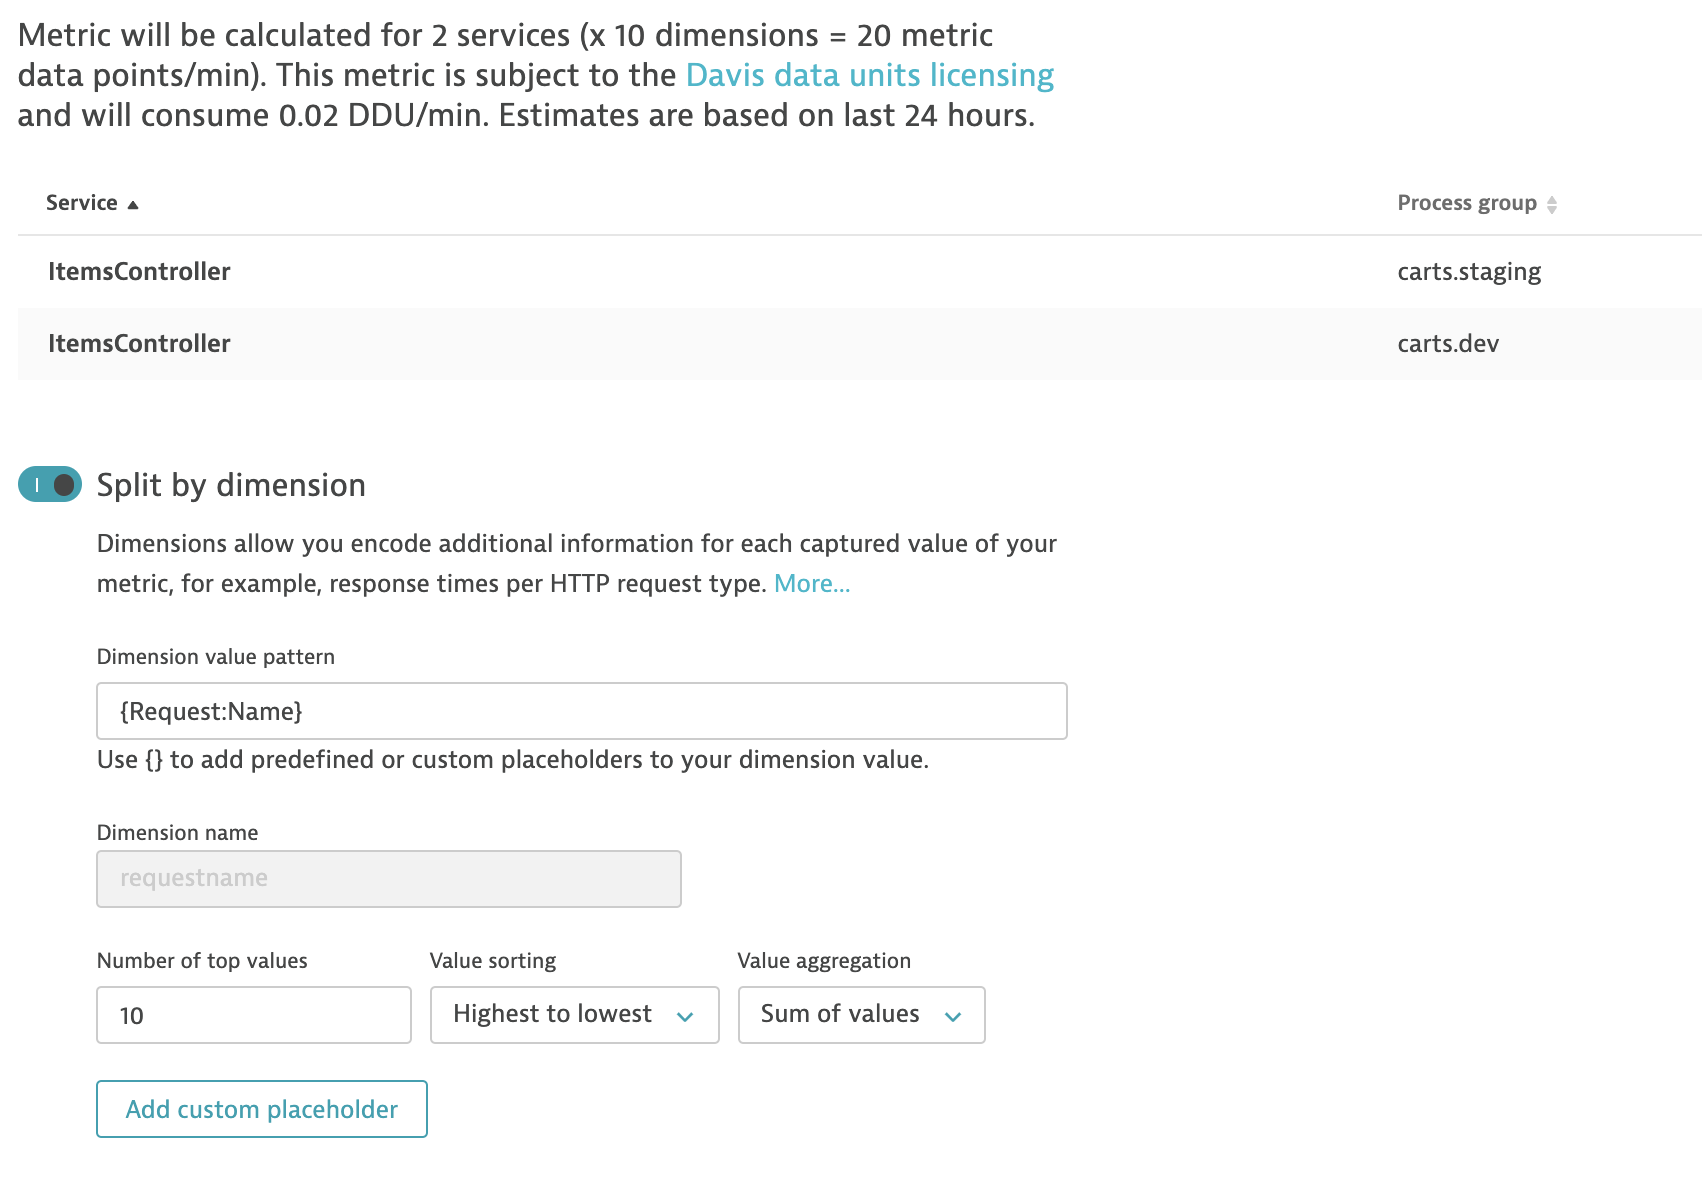 Metric will be calculated for 2 services (x 10 dimensions = 20 metric
data points/min). This metric is subject to the Davis data units licensing
and will consume 0.02 DDU/min. Estimates are based on last 24 hours.
Service Process group
ItemsController carts.staging
ItemsController carts.dev
Split by dimension
Dimensions allow you encode additional information for each captured value of your
metric, for example, response times per HTTP request type. More...
Dimension value pattern
{Request:Name}
Use {} to add predefined or custom placeholders to your dimension value.
Dimension name
requestname
Number of top values Value sorting Value aggregation
10 Highest to lowest Sum of values
Add custom placeholder